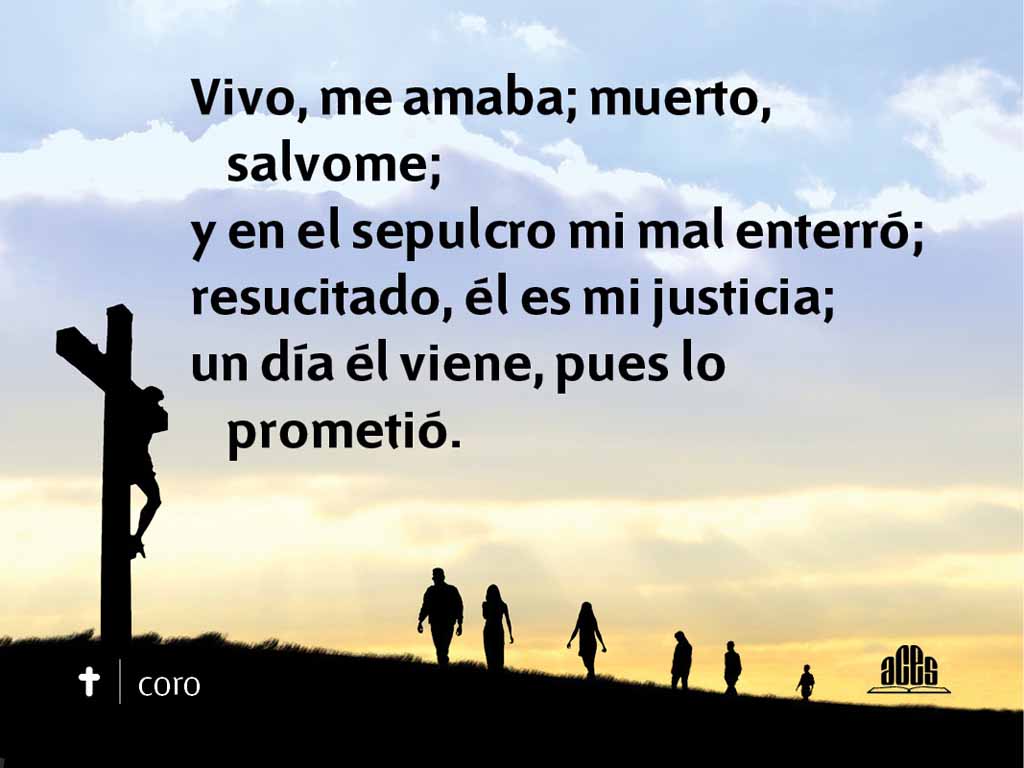 Vivo, me amaba; muerto,
salvome;
y en el sepulcro mi mal enterró;
resucitado, él es mi justicia;
un día él viene, pues lo
prometió.
coro
aces